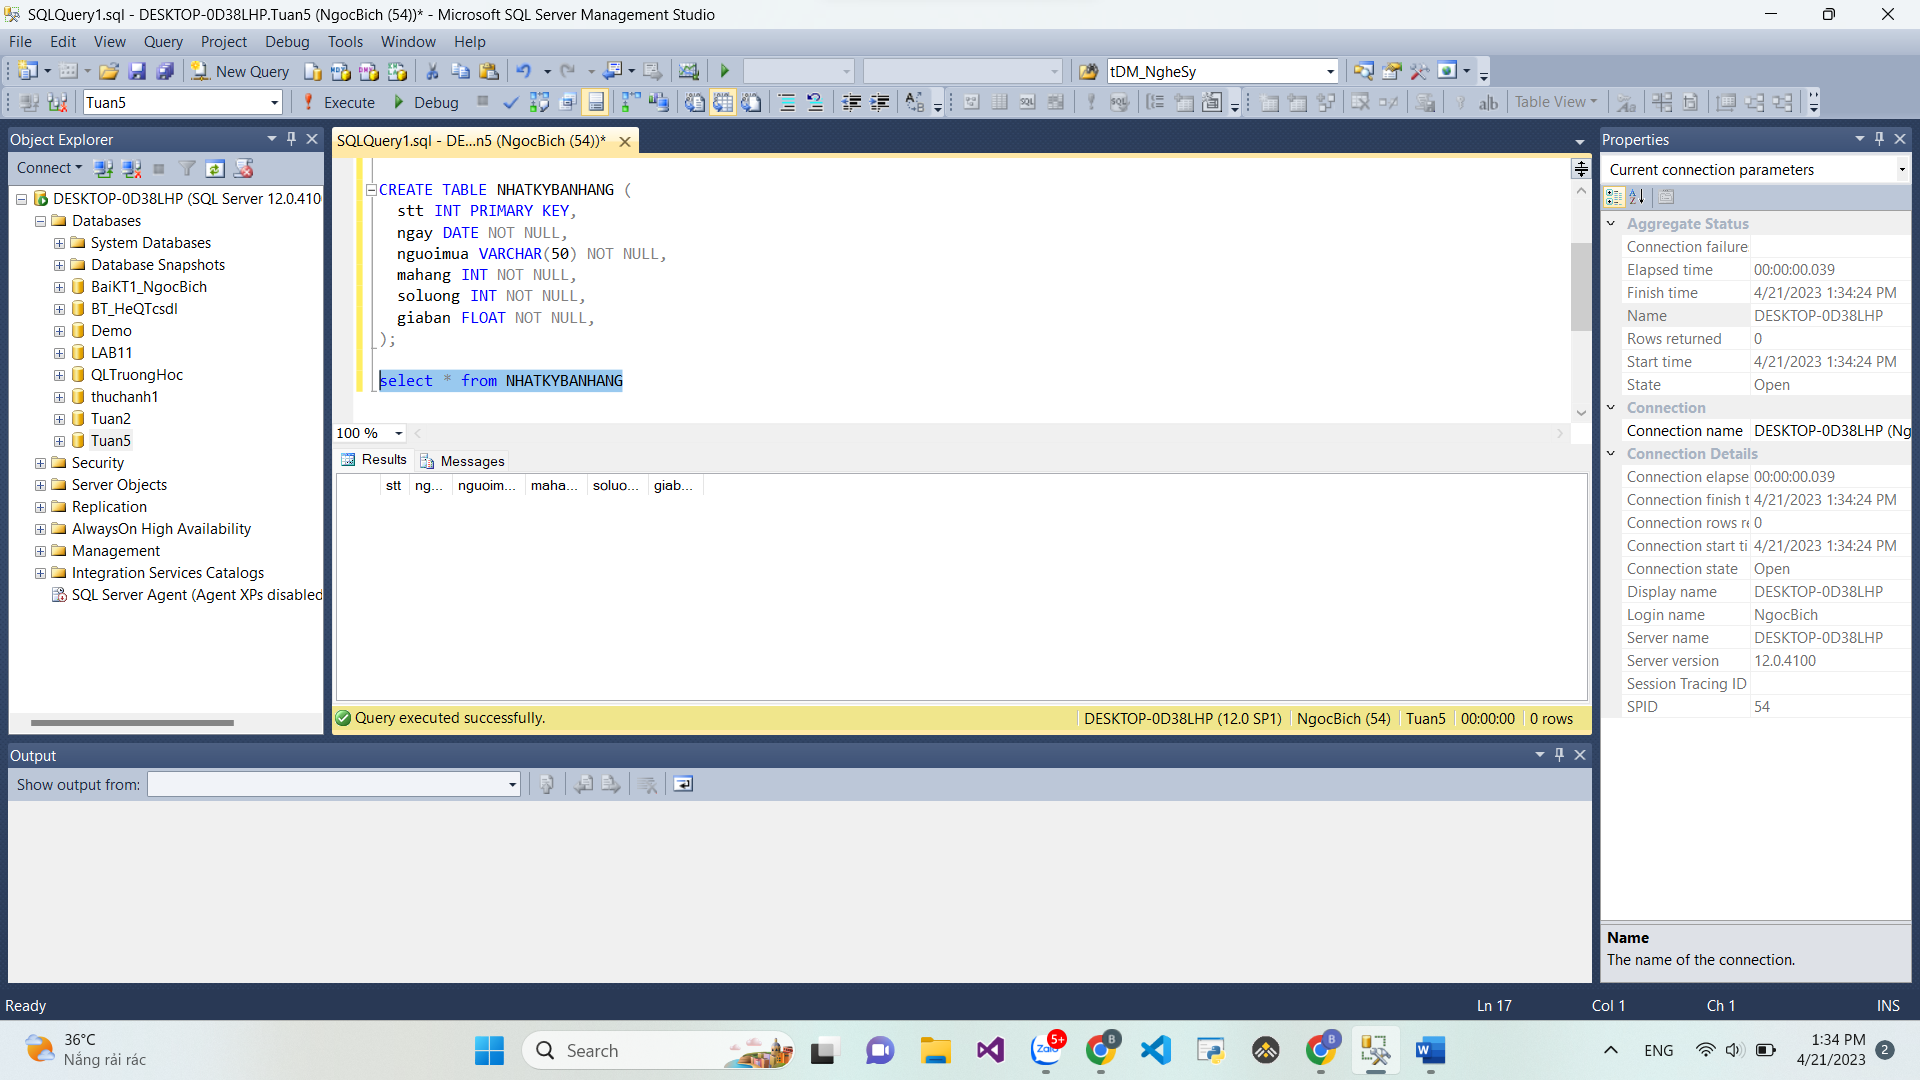 SQLQuery1.sql - DESKTOP-0D38LHP.Tuan5 (NgocBich (54))* - Microsoft SQL Server Management Studio
File Edit View Query Project Debug Tools Window Help
New Query
tDM_NgheSy
Tuan5
Execute
Debug
Table View
Object Explorer
Connect
DESKTOP-0D38LHP (SQL Server 12.0.410
Databases
System Databases
Database Snapshots
BaiKT1_NgocBich
BT_HeQTcsdl
Demo
LAB11
QLTruongHoc
thuchanh1
Tuan2
Tuan5
Security
Server Objects
Replication
AlwaysOn High Availability
Management
Integration Services Catalogs
SQL Server Agent (Agent XPs disabled
SQLQuery1.sql - DE...n5 (NgocBich (54))*
CREATE TABLE NHATKYBANHANG (
stt INT PRIMARY KEY,
ngay DATE NOT NULL,
nguoimua VARCHAR(50) NOT NULL,
mahang INT NOT NULL,
soluong INT NOT NULL,
giaban FLOAT NOT NULL,
);
select * from NHATKYBANHANG
100 %
Results Messages
stt ng... nguoim... maha... soluo... giab...
Query executed successfully.
DESKTOP-0D38LHP (12.0 SP1) NgocBich (54) Tuan5 00:00:00 0 rows
Output
Show output from:
Properties
Current connection parameters
Aggregate Status
Connection failure
Elapsed time 00:00:00.039
Finish time 4/21/2023 1:34:24 PM
Name DESKTOP-0D38LHP
Rows returned 0
Start time 4/21/2023 1:34:24 PM
State Open
Connection
Connection name DESKTOP-0D38LHP (Ng
Connection Details
Connection elapse 00:00:00.039
Connection finish t 4/21/2023 1:34:24 PM
Connection rows re 0
Connection start ti 4/21/2023 1:34:24 PM
Connection state Open
Display name DESKTOP-0D38LHP
Login name NgocBich
Server name DESKTOP-0D38LHP
Server version 12.0.4100
Session Tracing ID
SPID 54
Name
The name of the connection.
Ready
Ln 17 Col 1 Ch 1 INS
36°C
Nắng rải rác
Search
Zalo 5+
ENG
1:34 PM
4/21/2023
2